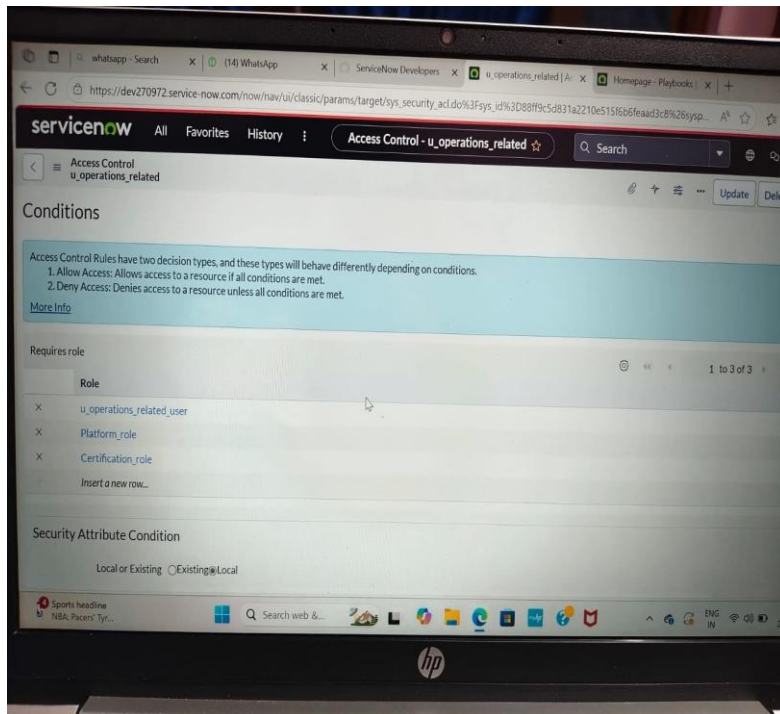 whatsapp - Search
(14) WhatsApp
ServiceNow Developers
u_operations_related | Ac
Homepage - Playbooks |
https://dev270972.service-now.com/now/nav/ui/classic/params/target/sys_security_acl.do%3Fsys_id%3D88ff9c5d831a2210e515f6b6feaad3c8%26sysp...
servicenow All Favorites History
Access Control - u_operations_related
Search
Access Control
u_operations_related
Update
Dele
Conditions
Access Control Rules have two decision types, and these types will behave differently depending on conditions.
1. Allow Access: Allows access to a resource if all conditions are met.
2. Deny Access: Denies access to a resource unless all conditions are met.
More Info
Requires role
1 to 3 of 3
Role
u_operations_related_user
Platform_role
Certification_role
Insert a new row...
Security Attribute Condition
Local or Existing Existing Local
Sports headline
NBA: Pacers' Tyr...
Search web &...
ENG
IN
hp